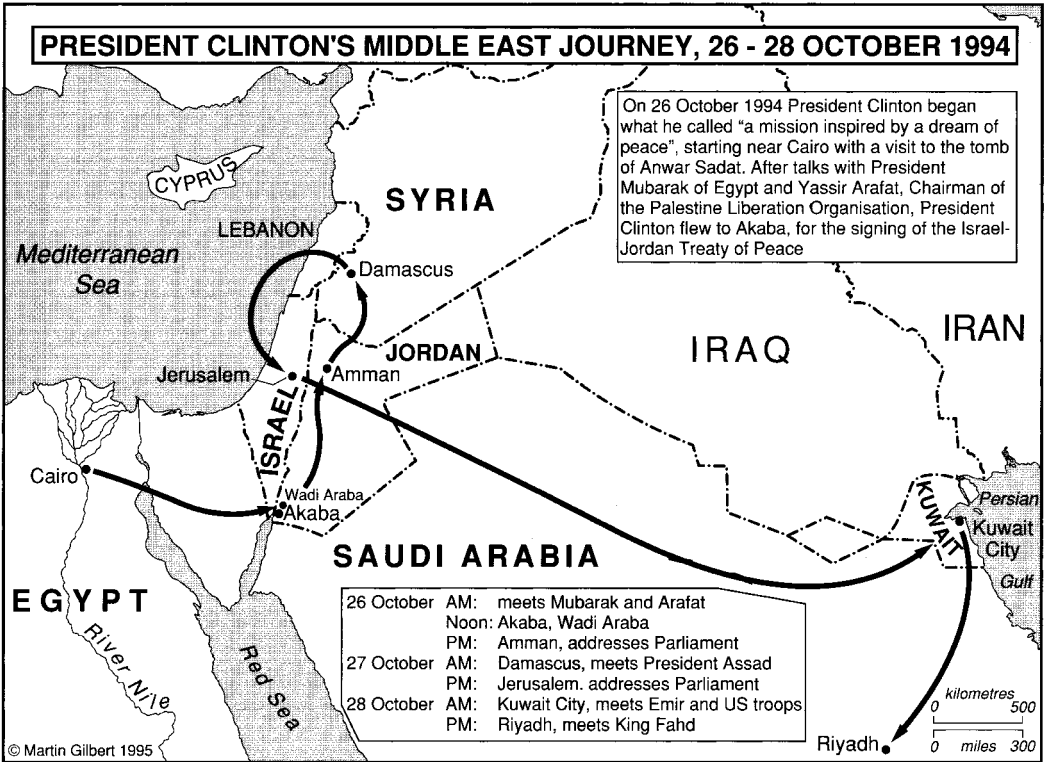 PRESIDENT CLINTON'S MIDDLE EAST JOURNEY, 26 - 28 OCTOBER 1994
On 26 October 1994 President Clinton began
what he called "a mission inspired by a dream of
peace", starting near Cairo with a visit to the tomb
of Anwar Sadat. After talks with President
Mubarak of Egypt and Yassir Arafat, Chairman of
the Palestine Liberation Organisation, President
Clinton flew to Akaba, for the signing of the Israel-
Jordan Treaty of Peace
CYPRUS
SYRIA
LEBANON
Mediterranean
Sea
Damascus
IRAN
IRAQ
JORDAN
Jerusalem
Amman
ISRAEL
Cairo
Wadi Araba
Akaba
KUWAIT
Persian
Kuwait
City
Gulf
SAUDI ARABIA
EGYPT
River Nile
Red Sea
26 October AM: meets Mubarak and Arafat
Noon: Akaba, Wadi Araba
PM: Amman, addresses Parliament
27 October AM: Damascus, meets President Assad
PM: Jerusalem. addresses Parliament
28 October AM: Kuwait City, meets Emir and US troops
PM: Riyadh, meets King Fahd
kilometres
0 500
0 miles 300
Riyadh
© Martin Gilbert 1995